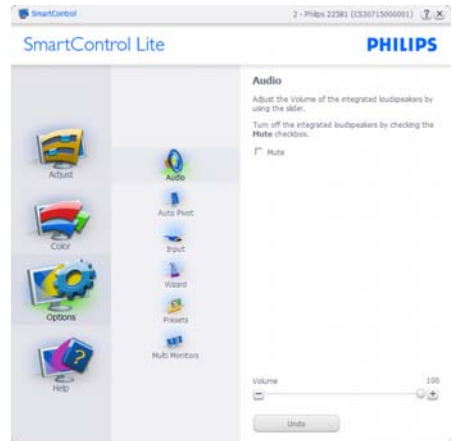 SmartControl
2 - Philips 225B1 (CS30715000001)
? X
SmartControl Lite
PHILIPS
Adjust
Color
Options
Help
Audio
Auto Pivot
Input
Wizard
Presets
Multi Monitors
Audio
Adjust the Volume of the integrated loudspeakers by
using the slider.
Turn off the integrated loudspeakers by checking the
Mute checkbox.
Mute
Volume
100
Undo